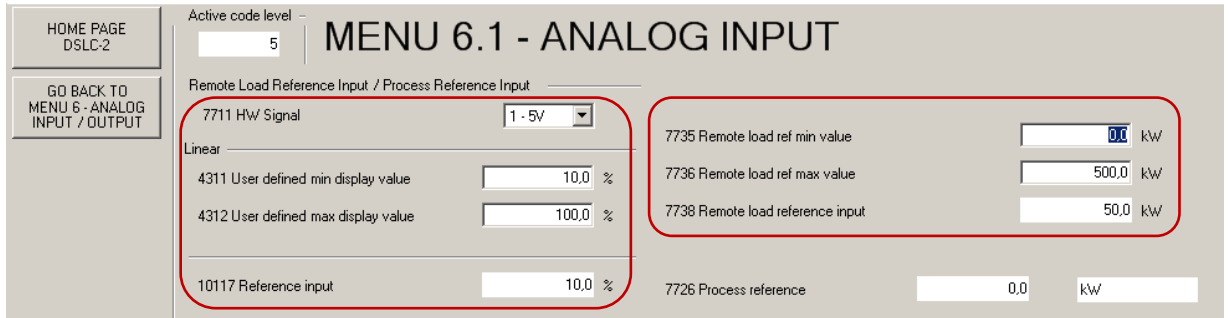 HOME PAGE
DSLC-2
GO BACK TO
MENU 6 - ANALOG
INPUT / OUTPUT
Active code level
5
MENU 6.1 - ANALOG INPUT
Remote Load Reference Input / Process Reference Input
7711 HW Signal 1 - 5V
Linear
4311 User defined min display value 10,0 %
4312 User defined max display value 100,0 %
10117 Reference input 10,0 %
7735 Remote load ref min value 0,0 kW
7736 Remote load ref max value 500,0 kW
7738 Remote load reference input 50,0 kW
7726 Process reference 0,0 kW